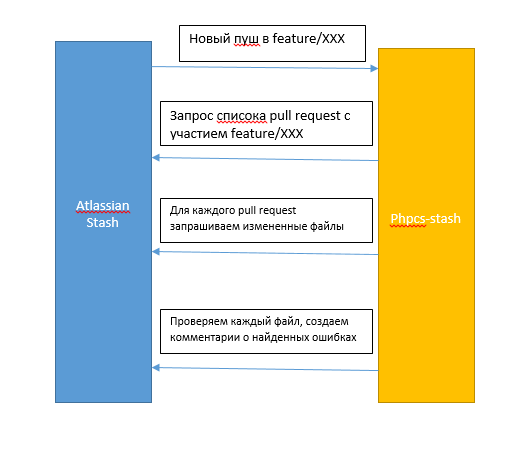 Новый пуш в feature/XXX
Запрос списока pull request с
участием feature/XXX
Atlassian
Stash
Для каждого pull request
запрашиваем измененные файлы
Phpcs-stash
Проверяем каждый файл, создаем
комментарии о найденных ошибках